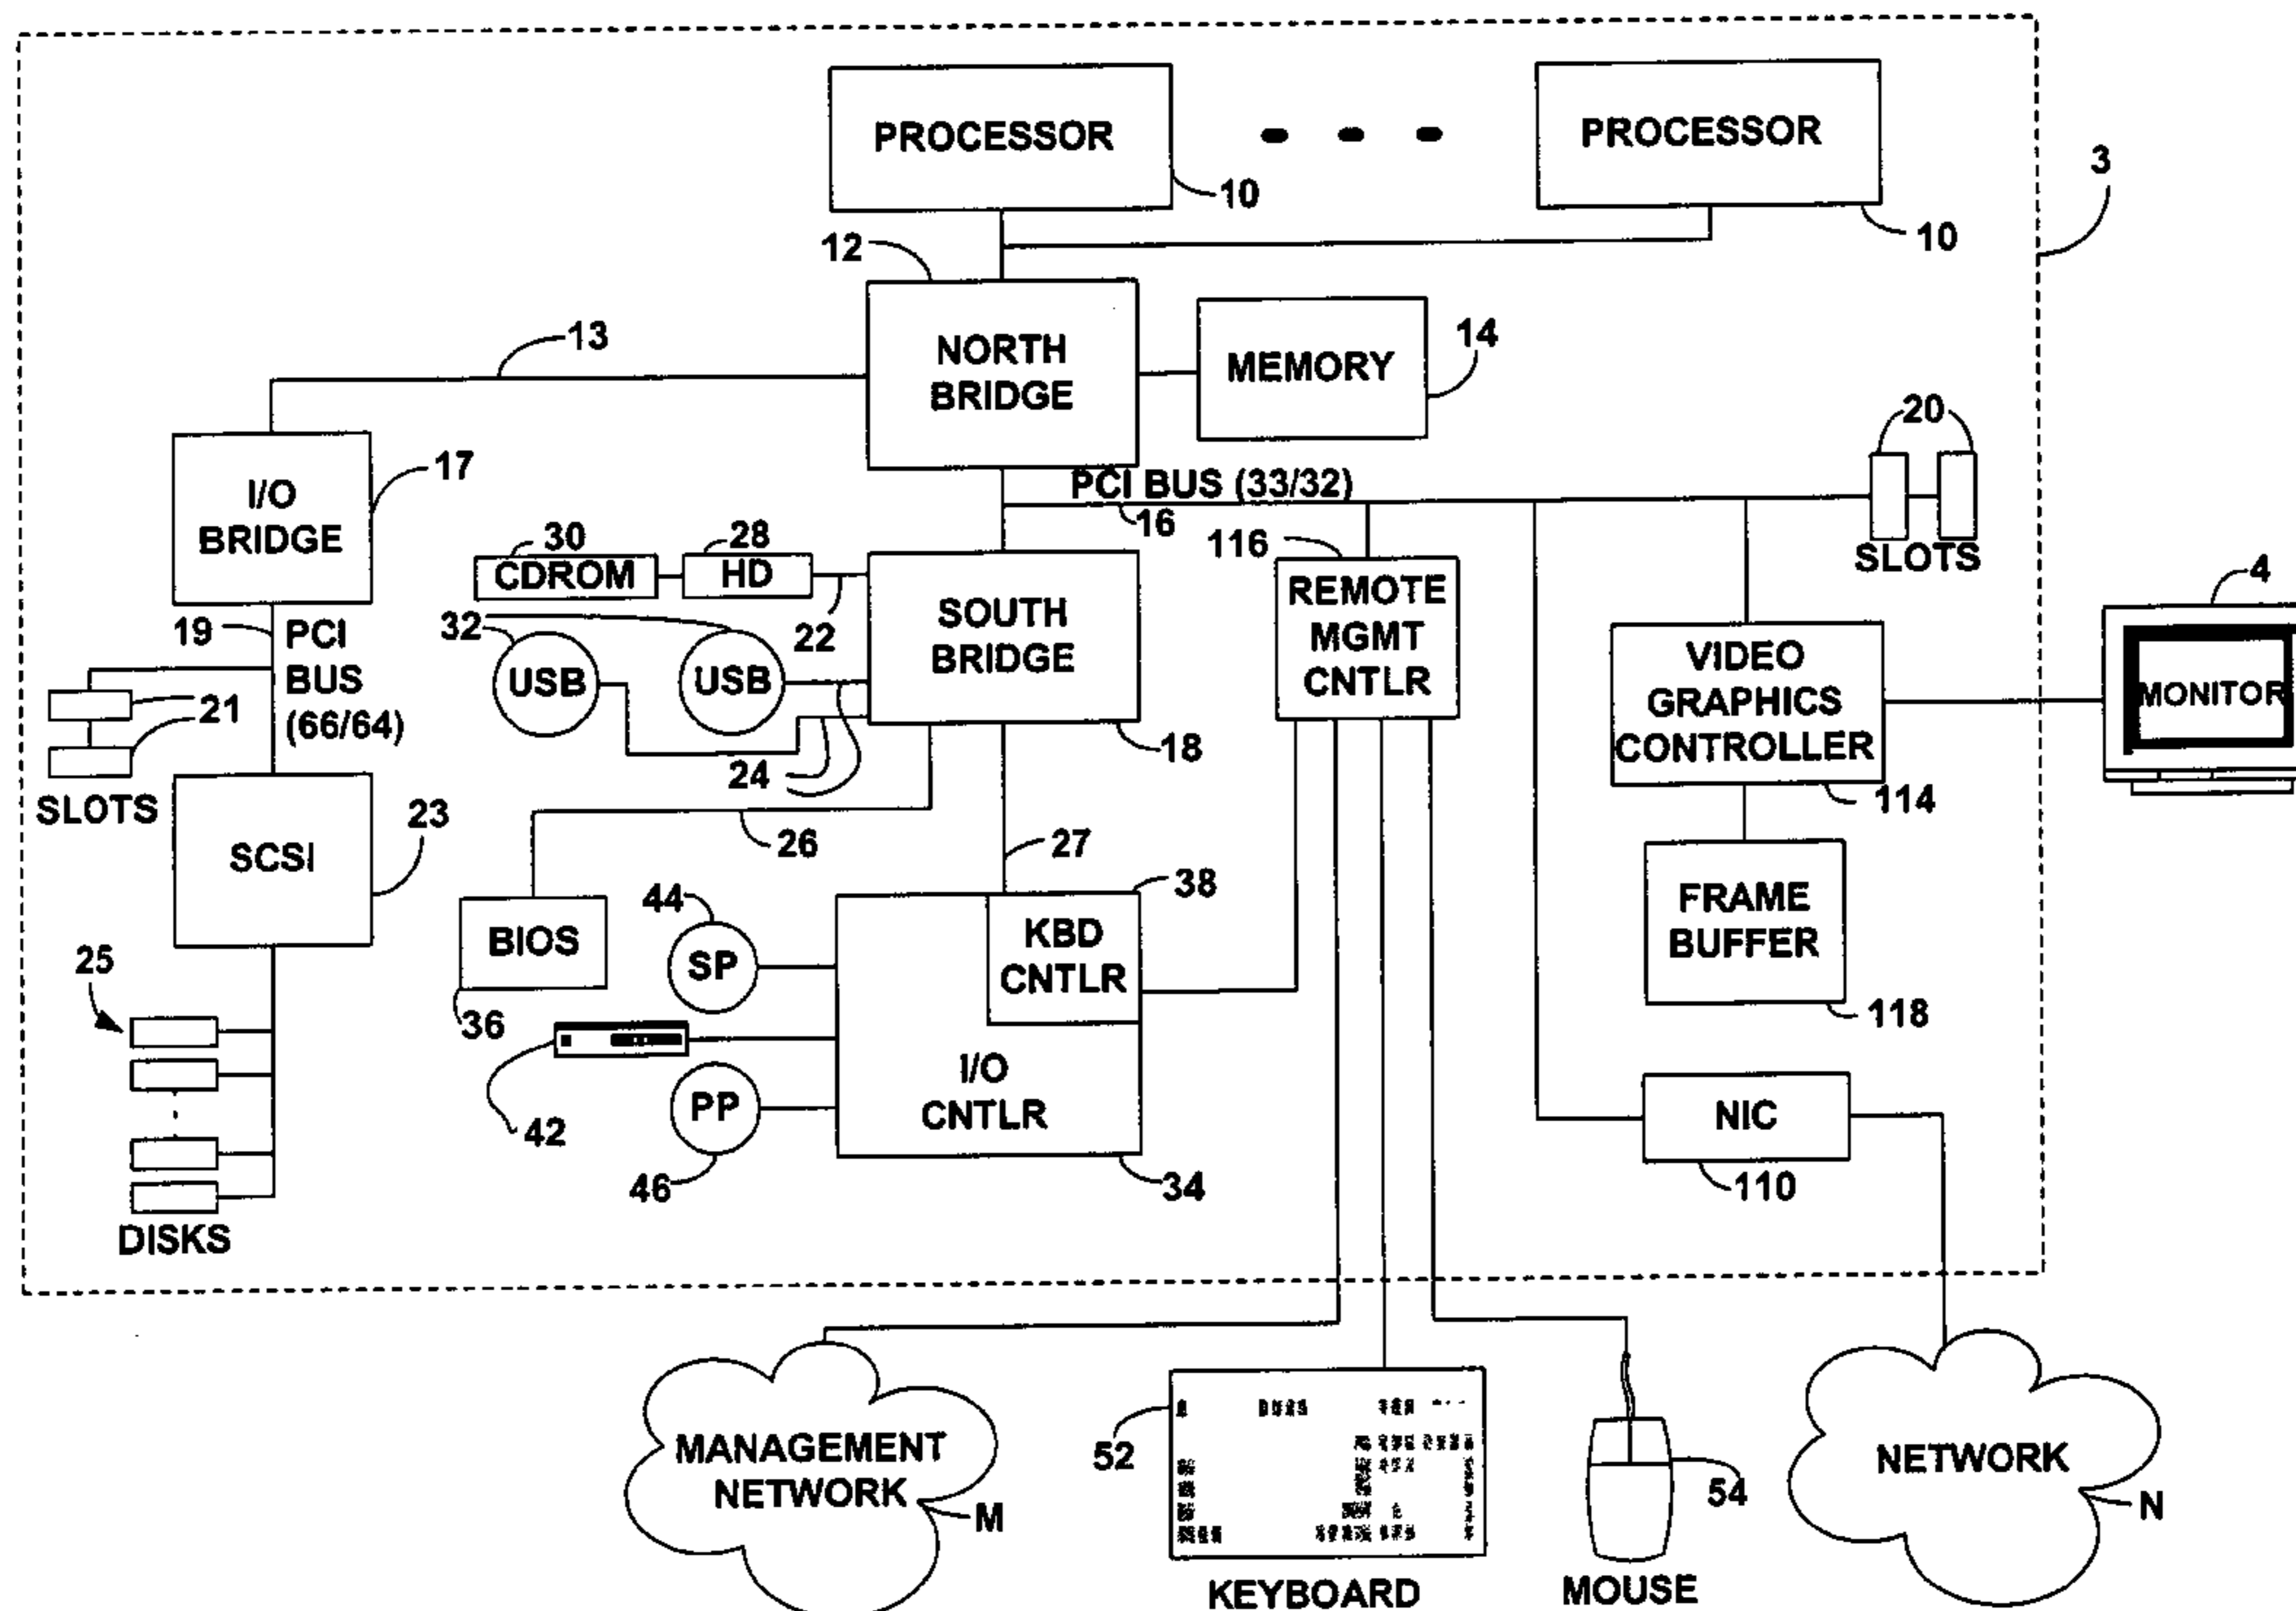 PROCESSOR
PROCESSOR
3
10
10
12
13
NORTH
BRIDGE
MEMORY
14
20
17
I/O
BRIDGE
PCI BUS (33/32)
16
SLOTS
30
28
116
CDROM
HD
REMOTE
MGMT
CNTLR
4
19
PCI
BUS
(66/64)
32
22
SOUTH
BRIDGE
USB
USB
VIDEO
GRAPHICS
CONTROLLER
MONITOR
21
24
18
SLOTS
114
23
SCSI
26
27
38
44
BIOS
SP
KBD
CNTLR
FRAME
BUFFER
25
36
118
I/O
CNTLR
42
PP
NIC
46
34
110
DISKS
MANAGEMENT
NETWORK
M
52
54
NETWORK
N
KEYBOARD
MOUSE